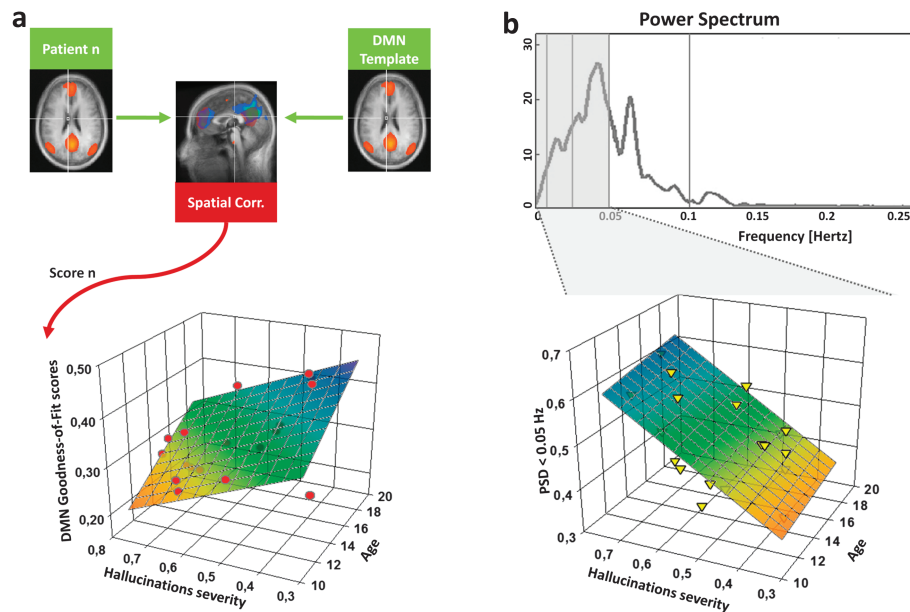 a
Patient n
DMN
Template
Spatial Corr.
Score n
DMN Goodness-of-Fit scores
0,50
0,40
0,30
0,20
0,8
0,7
0,6
0,5
0,4
0,3
Hallucinations severity
10
12
14
16
18
20
Age
b
Power Spectrum
30
20
10
0
0
0.05
0.1
0.15
0.2
0.25
Frequency [Hertz]
PSD < 0.05 Hz
0,7
0,6
0,5
0,4
0,3
0,7
0,6
0,5
0,4
0,3
Hallucinations severity
10
12
14
16
18
20
Age